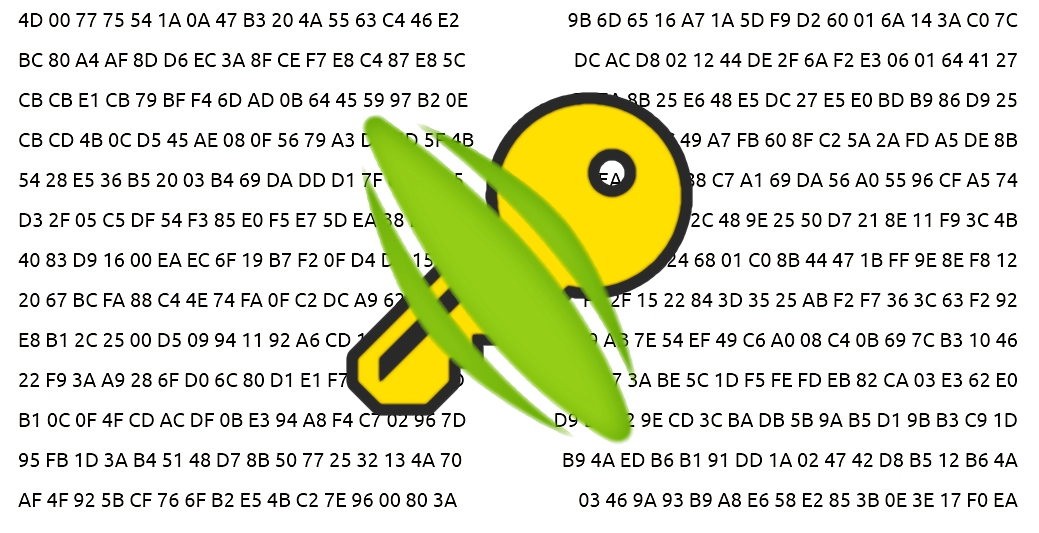 4D 00 77 75 54 1A 0A 47 B3 20 4A 55 63 C4 46 E2 9B 6D 65 16 A7 1A 5D F9 D2 60 01 6A 14 3A C0 7C
BC 80 A4 AF 8D D6 EC 3A 8F CE F7 E8 C4 87 E8 5C DC AC D8 02 12 44 DE 2F 6A F2 E3 06 01 64 41 27
CB CB E1 CB 79 BF F4 6D AD 0B 64 45 59 97 B2 0E 8B 25 E6 48 E5 DC 27 E5 E0 BD B9 86 D9 25
CB CD 4B 0C D5 45 AE 08 0F 56 79 A3 5F 4B 49 A7 FB 60 8F C2 5A 2A FD A5 DE 8B
54 28 E5 36 B5 20 03 B4 69 DA DD D1 7F C7 A1 69 DA 56 A0 55 96 CF A5 74
D3 2F 05 C5 DF 54 F3 85 E0 F5 E7 5D EA 38 2C 48 9E 25 50 D7 21 8E 11 F9 3C 4B
40 83 D9 16 00 EA EC 6F 19 B7 F2 0F D4 15 24 68 01 C0 8B 44 47 1B FF 9E 8E F8 12
20 67 BC FA 88 C4 4E 74 FA 0F C2 DC A9 62 2F 15 22 84 3D 35 25 AB F2 F7 36 3C 63 F2 92
E8 B1 2C 25 00 D5 09 94 11 92 A6 CD 7E 54 EF 49 C6 A0 08 C4 0B 69 7C B3 10 46
22 F9 3A A9 28 6F D0 6C 80 D1 E1 F7 3A BE 5C 1D F5 FE FD EB 82 CA 03 E3 62 E0
B1 0C 0F 4F CD AC DF 0B E3 94 A8 F4 C7 02 96 7D D9 9E CD 3C BA DB 5B 9A B5 D1 9B B3 C9 1D
95 FB 1D 3A B4 51 48 D7 8B 50 77 25 32 13 4A 70 B9 4A ED B6 B1 91 DD 1A 02 47 42 D8 B5 12 B6 4A
AF 4F 92 5B CF 76 6F B2 E5 4B C2 7E 96 00 80 3A 03 46 9A 93 B9 A8 E6 58 E2 85 3B 0E 3E 17 F0 EA